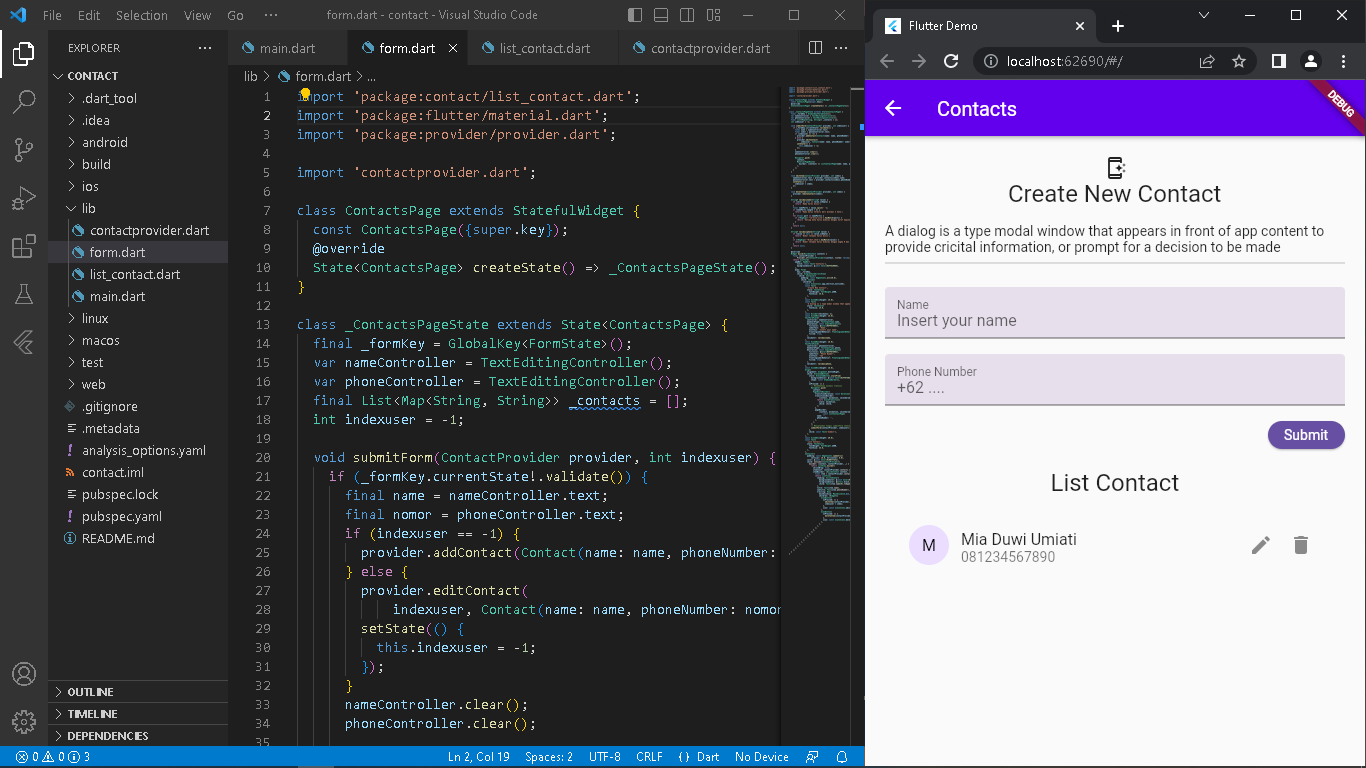 File Edit Selection View Go ··· form.dart - contact - Visual Studio Code
EXPLORER ···
CONTACT
.dart_tool
.idea
android
build
ios
lib
contactprovider.dart
form.dart
list_contact.dart
main.dart
linux
macos
test
web
.gitignore
.metadata
analysis_options.yaml
contact.iml
pubspec.lock
pubspec.yaml
README.md
OUTLINE
TIMELINE
DEPENDENCIES
main.dart form.dart list_contact.dart contactprovider.dart ···
lib > form.dart > ...
1 import 'package:contact/list_contact.dart';
2 import 'package:flutter/material.dart';
3 import 'package:provider/provider.dart';
4
5 import 'contactprovider.dart';
6
7 class ContactsPage extends StatefulWidget {
8 const ContactsPage({super.key});
9 @override
10 State<ContactsPage> createState() => _ContactsPageState();
11 }
12
13 class _ContactsPageState extends State<ContactsPage> {
14 final _formKey = GlobalKey<FormState>();
15 var nameController = TextEditingController();
16 var phoneController = TextEditingController();
17 final List<Map<String, String>> _contacts = [];
18 int indexuser = -1;
19
20 void submitForm(ContactProvider provider, int indexuser) {
21 if (_formKey.currentState!.validate()) {
22 final name = nameController.text;
23 final nomor = phoneController.text;
24 if (indexuser == -1) {
25 provider.addContact(Contact(name: name, phoneNumber:
26 } else {
27 provider.editContact(
28 indexuser, Contact(name: name, phoneNumber: nomor
29 setState(() {
30 this.indexuser = -1;
31 });
32 }
33 nameController.clear();
34 phoneController.clear();
35
0 0 3 Ln 2, Col 19 Spaces: 2 UTF-8 CRLF {} Dart No Device
Flutter Demo
localhost:62690/#/
Contacts
DEBUG
Create New Contact
A dialog is a type modal window that appears in front of app content to
provide cricital information, or prompt for a decision to be made
Name
Insert your name
Phone Number
+62 ....
Submit
List Contact
M Mia Duwi Umiati
081234567890